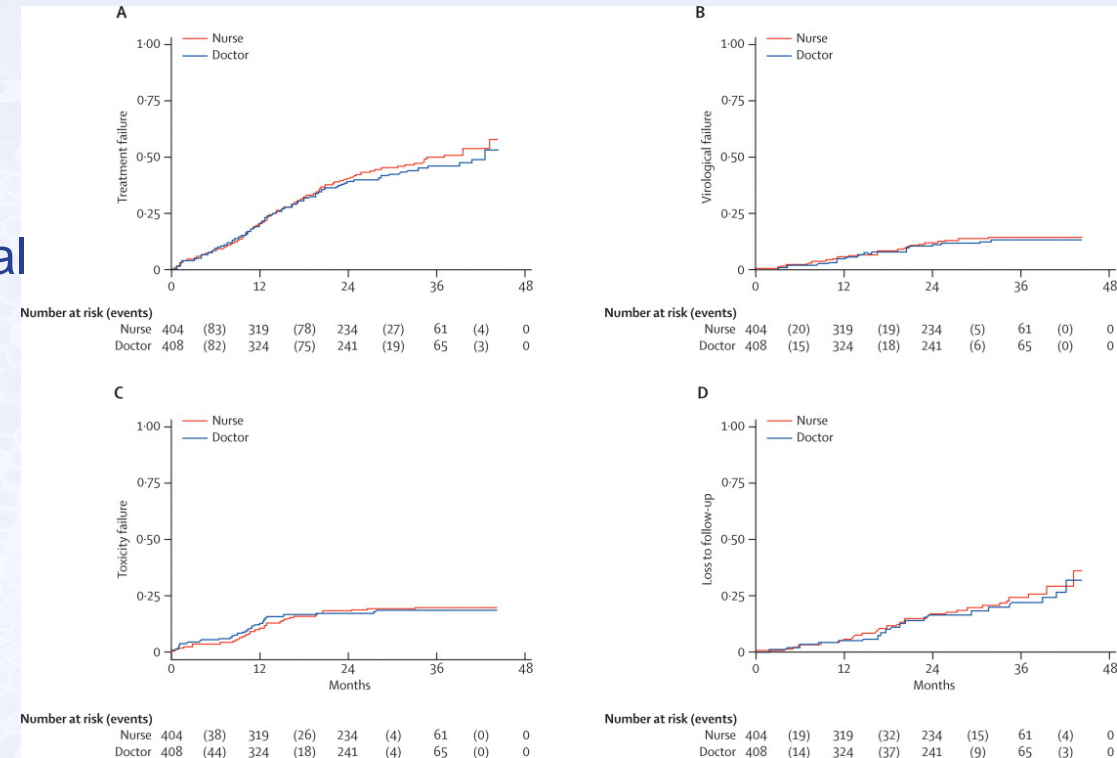 A
Nurse
Doctor
1·00
0·75
0·50
0·25
0
Treatment failure
0 12 24 36 48
Number at risk (events)
Nurse 404 (83) 319 (78) 234 (27) 61 (4) 0
Doctor 408 (82) 324 (75) 241 (19) 65 (3) 0
B
Nurse
Doctor
1·00
0·75
0·50
0·25
0
Virological failure
0 12 24 36 48
Number at risk (events)
Nurse 404 (20) 319 (19) 234 (5) 61 (0) 0
Doctor 408 (15) 324 (18) 241 (6) 65 (0) 0
al
C
Nurse
Doctor
1·00
0·75
0·50
0·25
0
Toxicity failure
0 12 24 36 48
Months
Number at risk (events)
Nurse 404 (38) 319 (26) 234 (4) 61 (0) 0
Doctor 408 (44) 324 (18) 241 (4) 65 (0) 0
D
Nurse
Doctor
1·00
0·75
0·50
0·25
0
Loss to follow-up
0 12 24 36 48
Months
Number at risk (events)
Nurse 404 (19) 319 (32) 234 (15) 61 (4) 0
Doctor 408 (14) 324 (37) 241 (9) 65 (3) 0